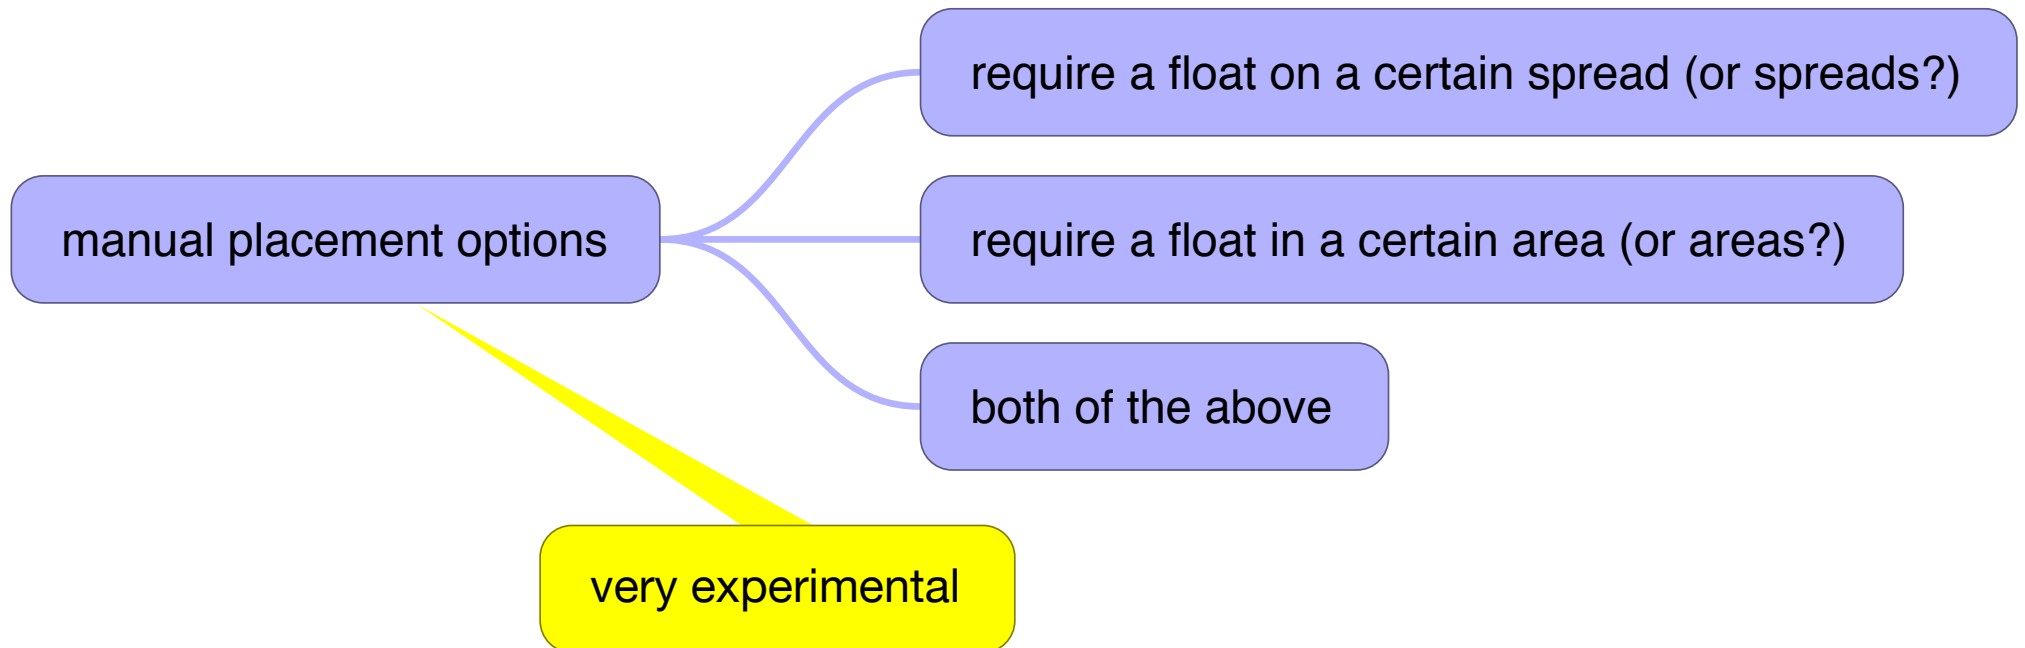 require a float on a certain spread (or spreads?)
manual placement options
require a float in a certain area (or areas?)
both of the above
very experimental